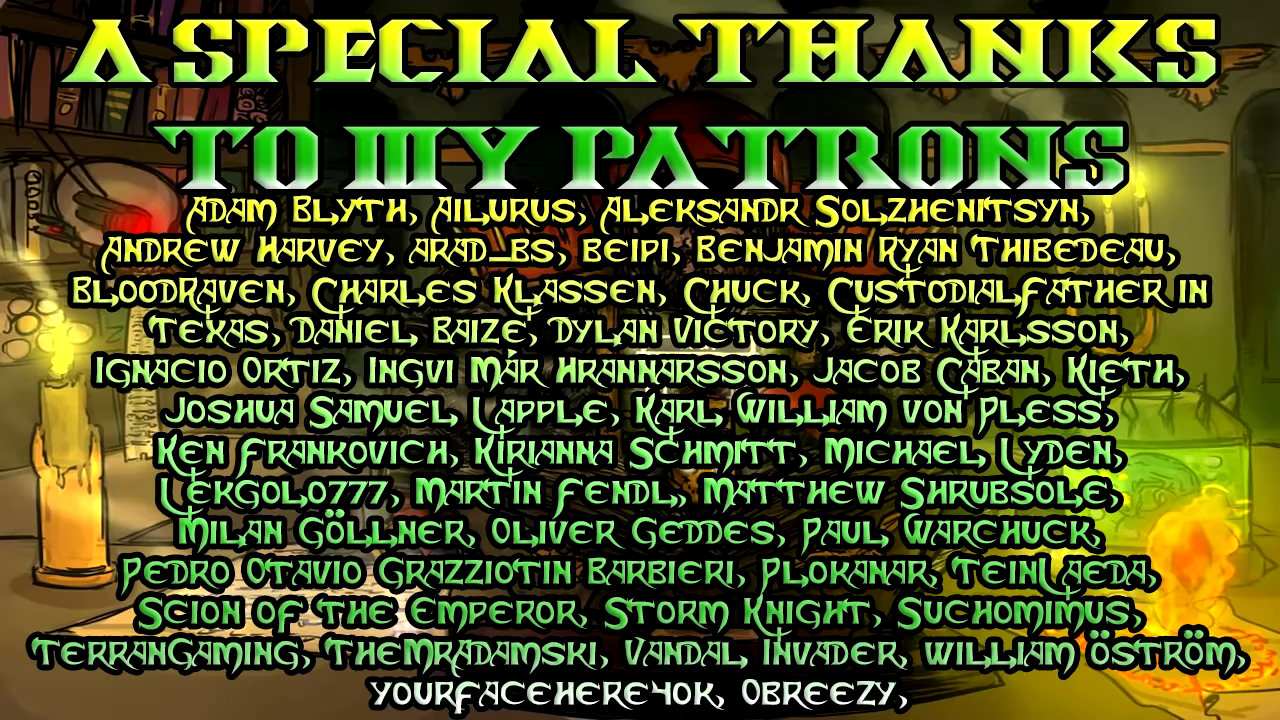 A SPECIAL THANKS
TO MY PATRONS
Adam Blyth, Ailurus, Aleksandr Solzhenitsyn,
Andrew Harvey, arad_bs, beipi, Benjamin Ryan Thibedeau,
BloodRaven, Charles Klassen, Chuck, CustodialFather in
Texas, Daniel Baize, Dylan Victory, Erik Karlsson,
Ignacio Ortiz, Ingvi Már Hrannarsson, Jacob Caban, Kieth,
Joshua Samuel Lapple, Karl William von Pless,
Ken Frankovich, Kirianna Schmitt, Michael Lyden,
Lekgolo777, Martin Fendl,, Matthew Shrubsole,
Milan Göllner, Oliver Geddes, Paul Warchuck,
Pedro Otavio Grazziotin Barbieri, Plokanar, TeinLaeda,
Scion of the Emperor, Storm Knight, Suchomimus,
TerranGaming, TheMrAdamski, Vandal Invader, william öström,
yourfacehere40k, 0breezy,